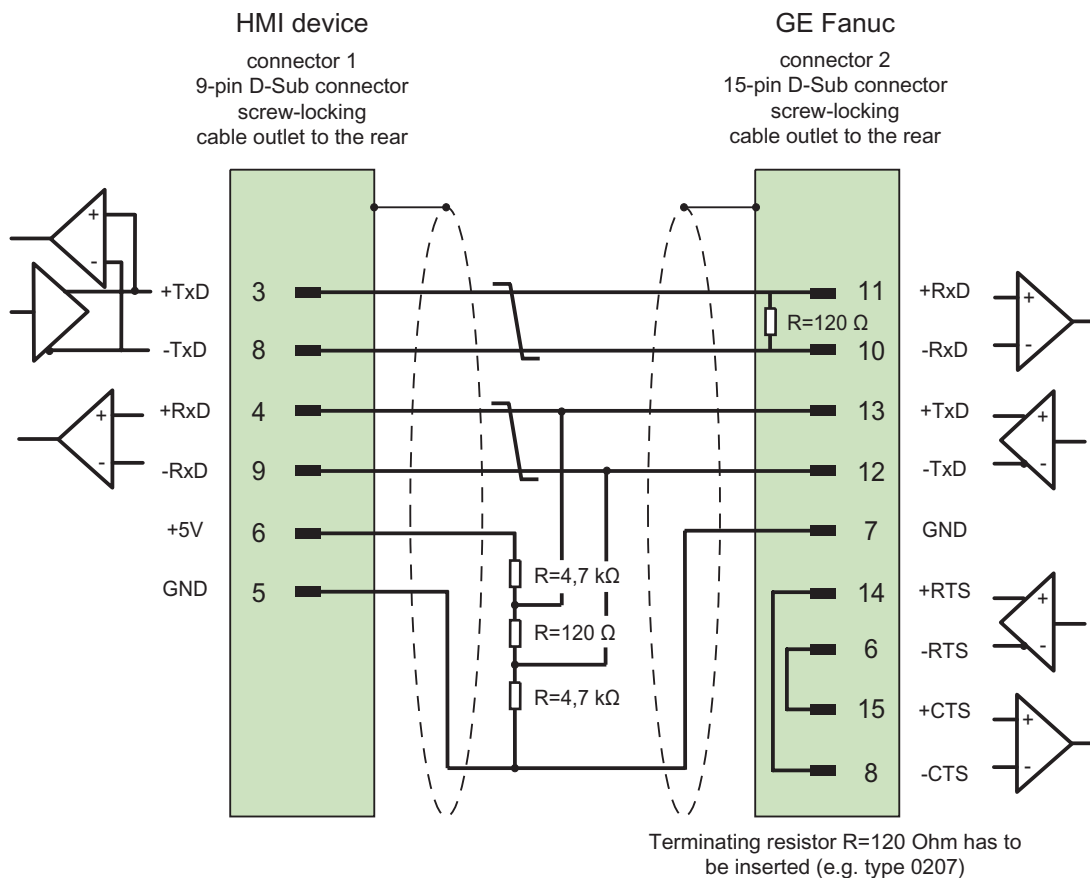 HMI device
connector 1
9-pin D-Sub connector
screw-locking
cable outlet to the rear
GE Fanuc
connector 2
15-pin D-Sub connector
screw-locking
cable outlet to the rear
+
-
+TxD 3 11 +RxD +
R=120 Ω
-TxD 8 10 -RxD -
+RxD 4 13 +TxD +
+
-RxD 9 12 -TxD -
-
+5V 6 7 GND
R=4,7 kΩ
GND 5 14 +RTS +
R=120 Ω
6 -RTS -
R=4,7 kΩ
15 +CTS +
8 -CTS -
Terminating resistor R=120 Ohm has to
be inserted (e.g. type 0207)